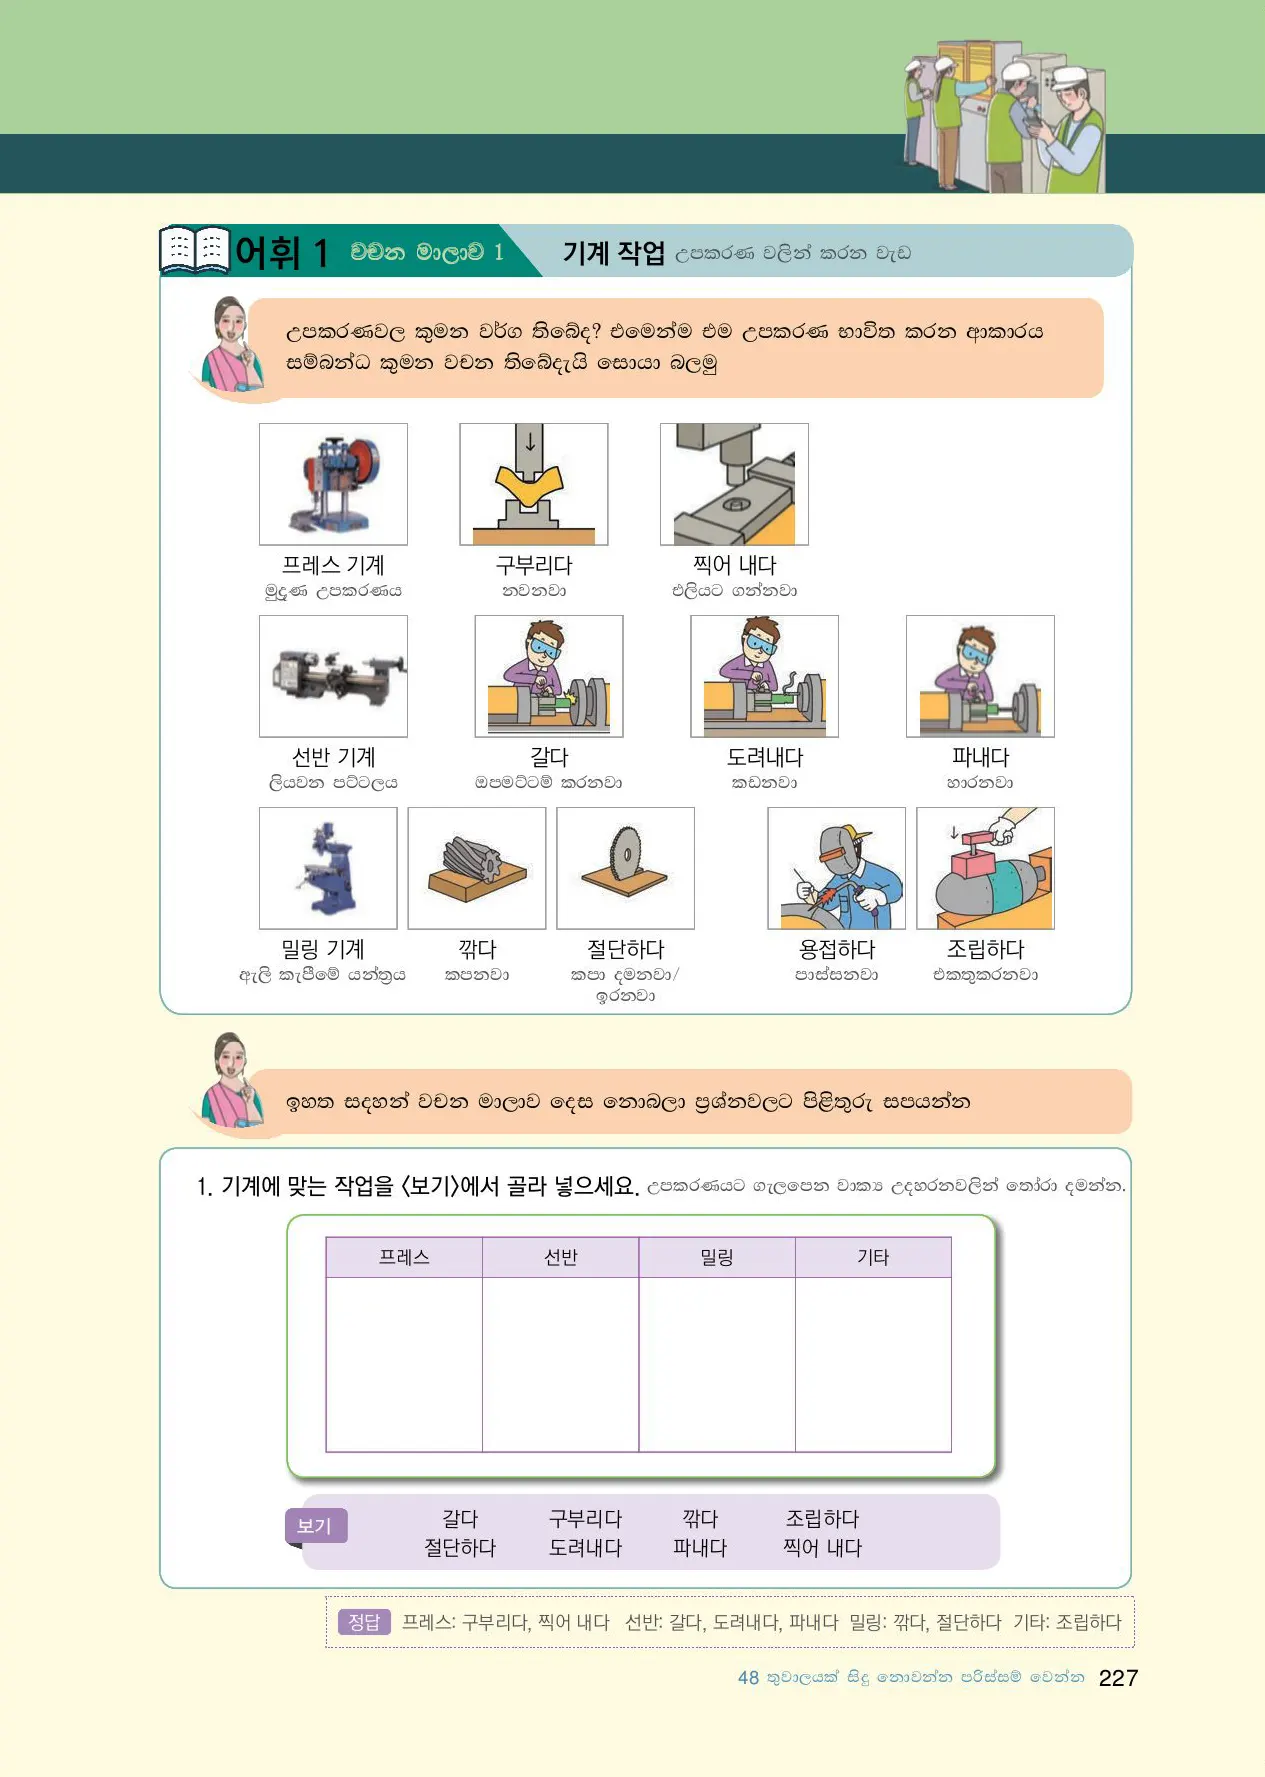 어휘 1 වචන මාලාව 1 기계 작업 උපකරණ වලින් කරන වැඩ
උපකරණවල කුමන වර්ග තිබේද? එමෙන්ම එම උපකරණ භාවිත කරන ආකාරය
සම්බන්ධ කුමන වචන තිබේදැයි සොයා බලමු
프레스 기계 구부리다 찍어 내다
මුද්‍රණ උපකරණය නවනවා එලියට ගන්නවා
선반 기계 갈다 도려내다 파내다
ලියවන පට්ටලය ඔපමට්ටම් කරනවා කඩනවා හාරනවා
밀링 기계 깎다 절단하다 용접하다 조립하다
ඇලි කැපීමේ යන්ත්‍රය කපනවා කපා දමනවා/ පාස්සනවා එකතුකරනවා
ඉරනවා
ඉහත සදහන් වචන මාලාව දෙස නොබලා ප්‍රශ්නවලට පිළිතුරු සපයන්න
1. 기계에 맞는 작업을 〈보기〉에서 골라 넣으세요. උපකරණයට ගැලපෙන වාක්‍ය උදහරනවලින් තෝරා දමන්න.
프레스 선반 밀링 기타
보기 갈다 구부리다 깎다 조립하다
절단하다 도려내다 파내다 찍어 내다
정답 프레스: 구부리다, 찍어 내다 선반: 갈다, 도려내다, 파내다 밀링: 깎다, 절단하다 기타: 조립하다
48 තුවාලයක් සිදු නොවන්න පරිස්සම් වෙන්න 227